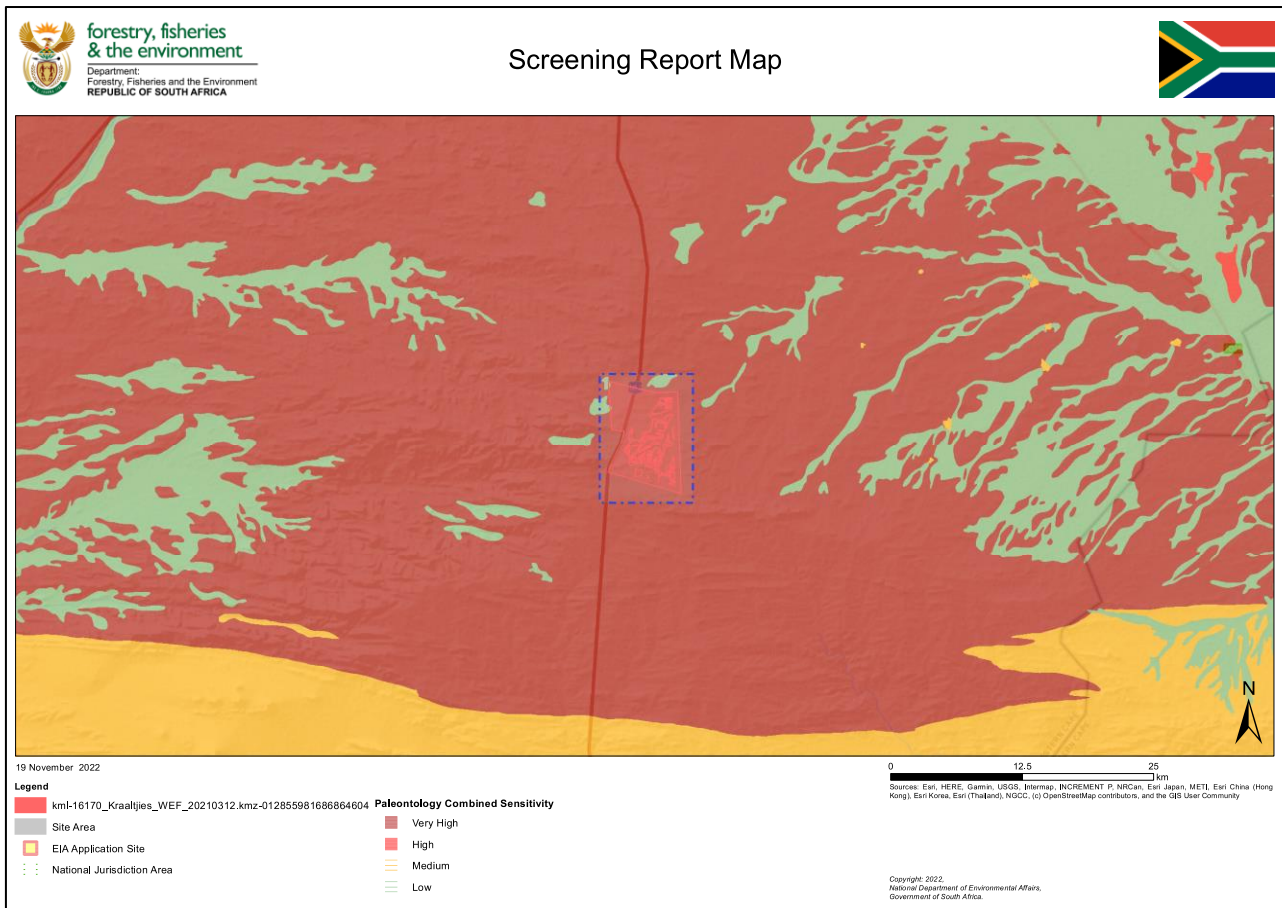 forestry, fisheries
& the environment
Department:
Forestry, Fisheries and the Environment
REPUBLIC OF SOUTH AFRICA
Screening Report Map
N
19 November 2022
Legend
kml-16170_Kraaltjies_WEF_20210312.kmz-012855981686864604
Site Area
EIA Application Site
National Jurisdiction Area
Paleontology Combined Sensitivity
Very High
High
Medium
Low
0 12.5 25
km
Sources: Esri, HERE, Garmin, USGS, Intermap, INCREMENT P, NRCan, Esri Japan, METI, Esri China (Hong
Kong), Esri Korea, Esri (Thailand), NGCC, (c) OpenStreetMap contributors, and the GIS User Community
Copyright: 2022,
National Department of Environmental Affairs,
Government of South Africa.